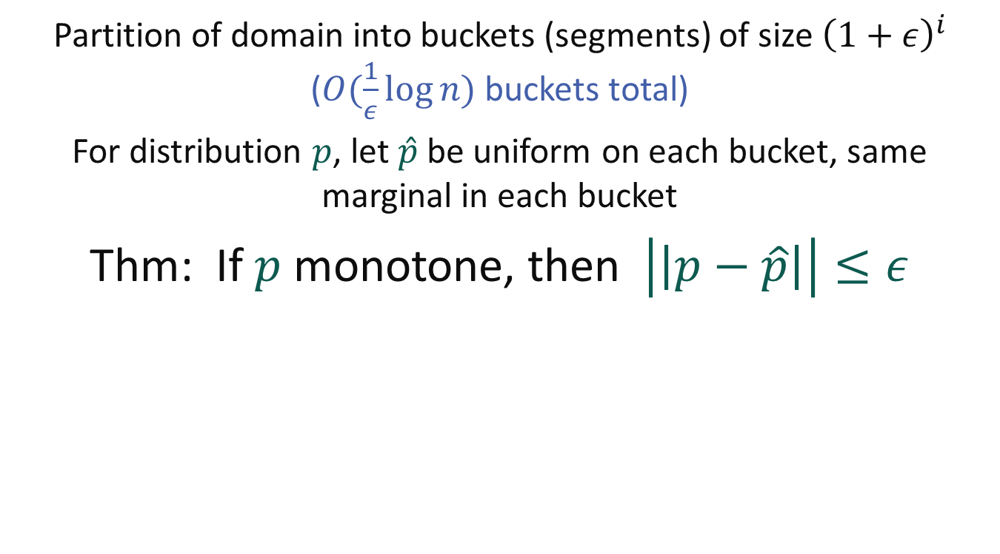 Partition of domain into buckets (segments) of size $(1 + \epsilon)^i$
($O(\frac{1}{\epsilon} \log n)$ buckets total)
For distribution $p$, let $\hat{p}$ be uniform on each bucket, same
marginal in each bucket
Thm: If $p$ monotone, then $||p - \hat{p}|| \leq \epsilon$